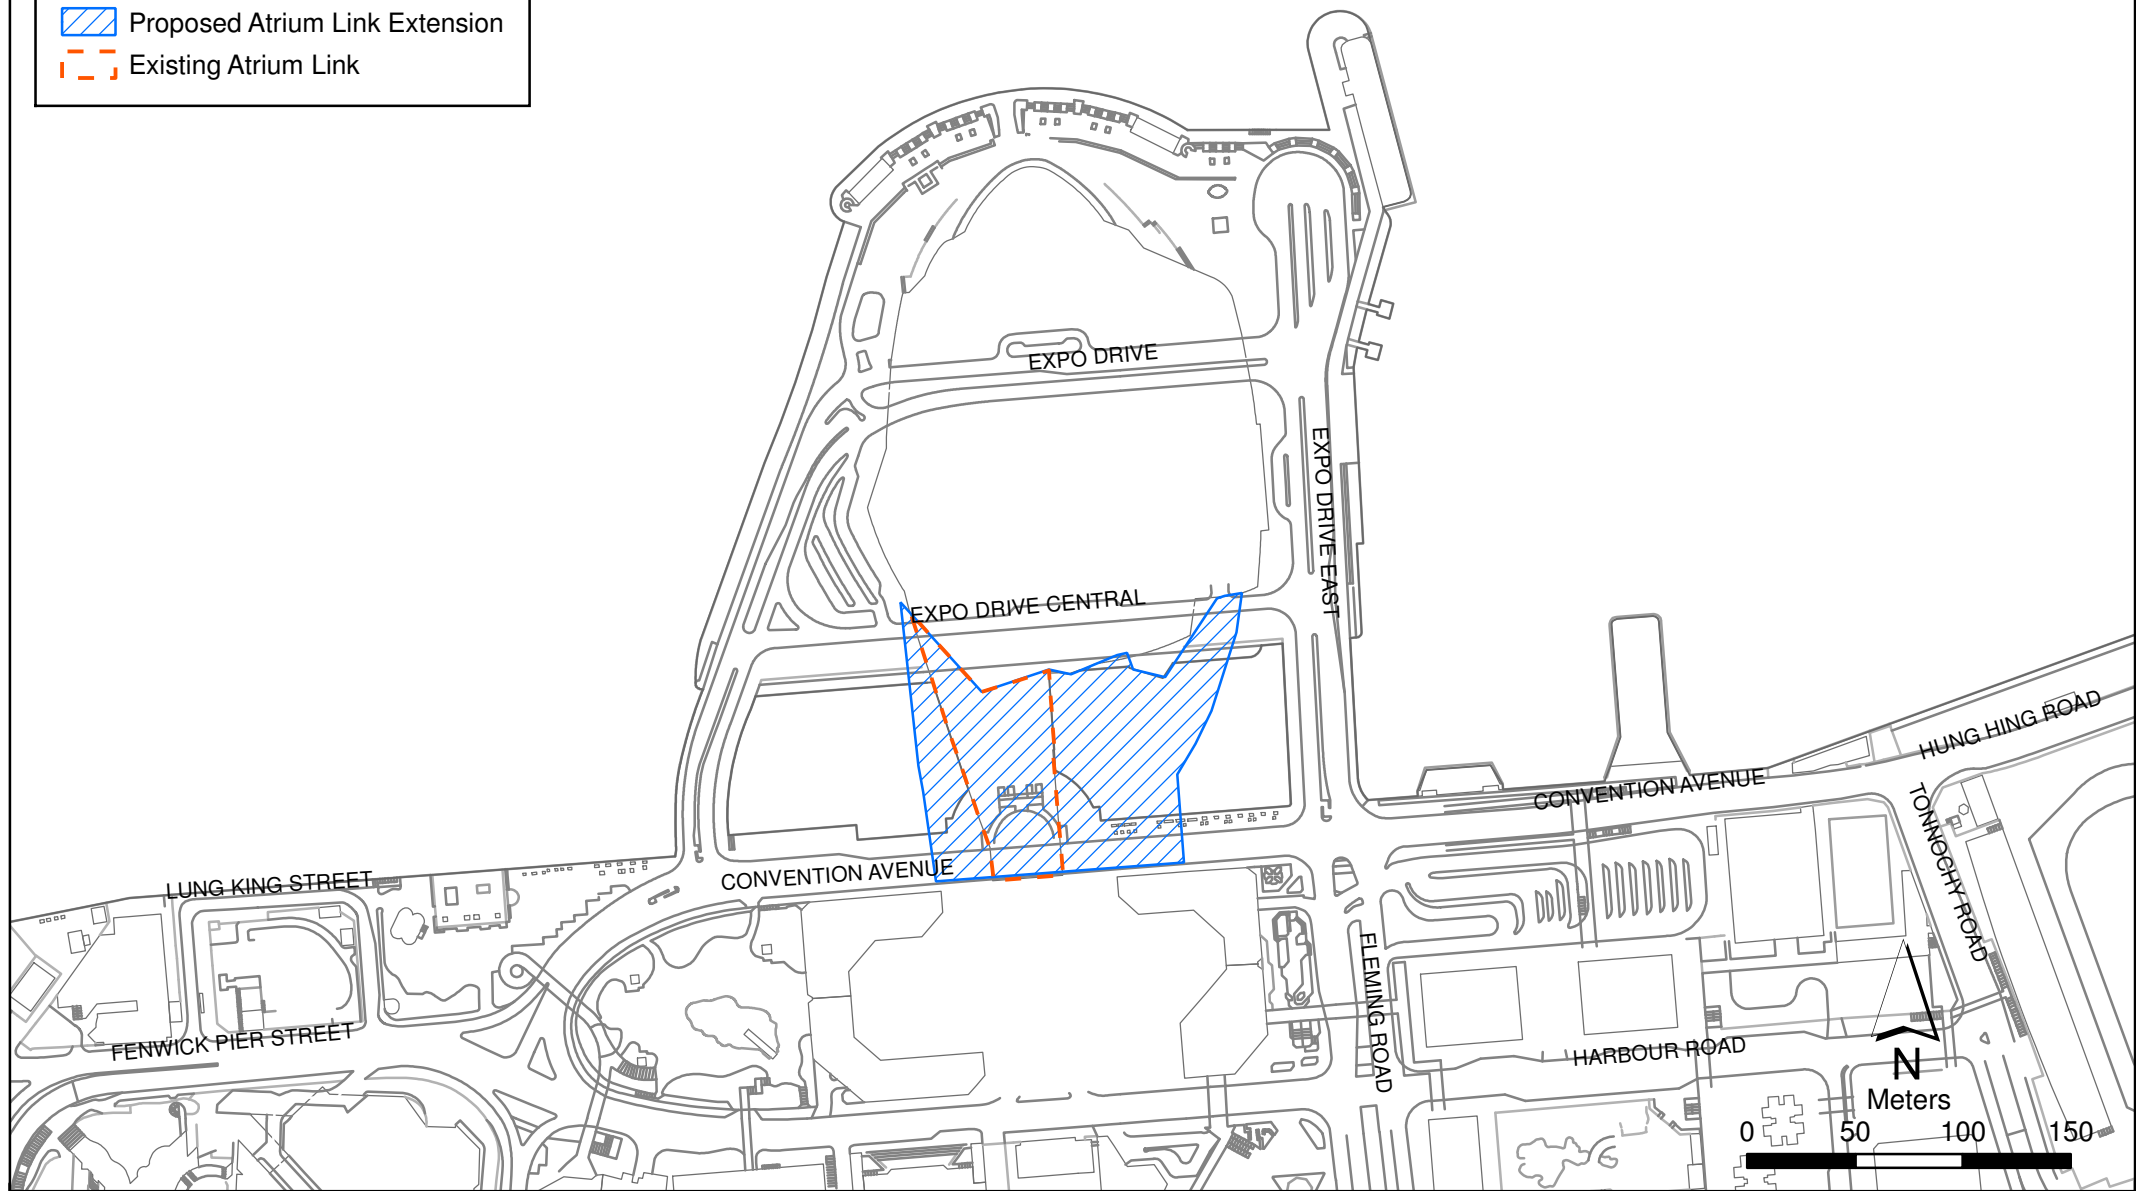 Proposed Atrium Link Extension
Existing Atrium Link
EXPO DRIVE
EXPO DRIVE EAST
EXPO DRIVE CENTRAL
HUNG HING ROAD
CONVENTION AVENUE
TONNOCHY ROAD
CONVENTION AVENUE
LUNG KING STREET
FLEMING ROAD
FENWICK PIER STREET
HARBOUR ROAD
N
Meters
0 50 100 150